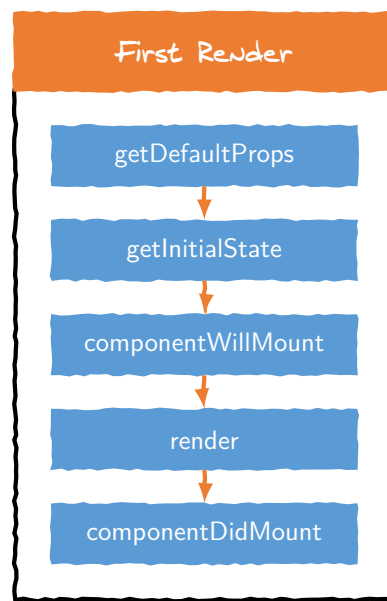 First Render
getDefaultProps
getInitialState
componentWillMount
render
componentDidMount